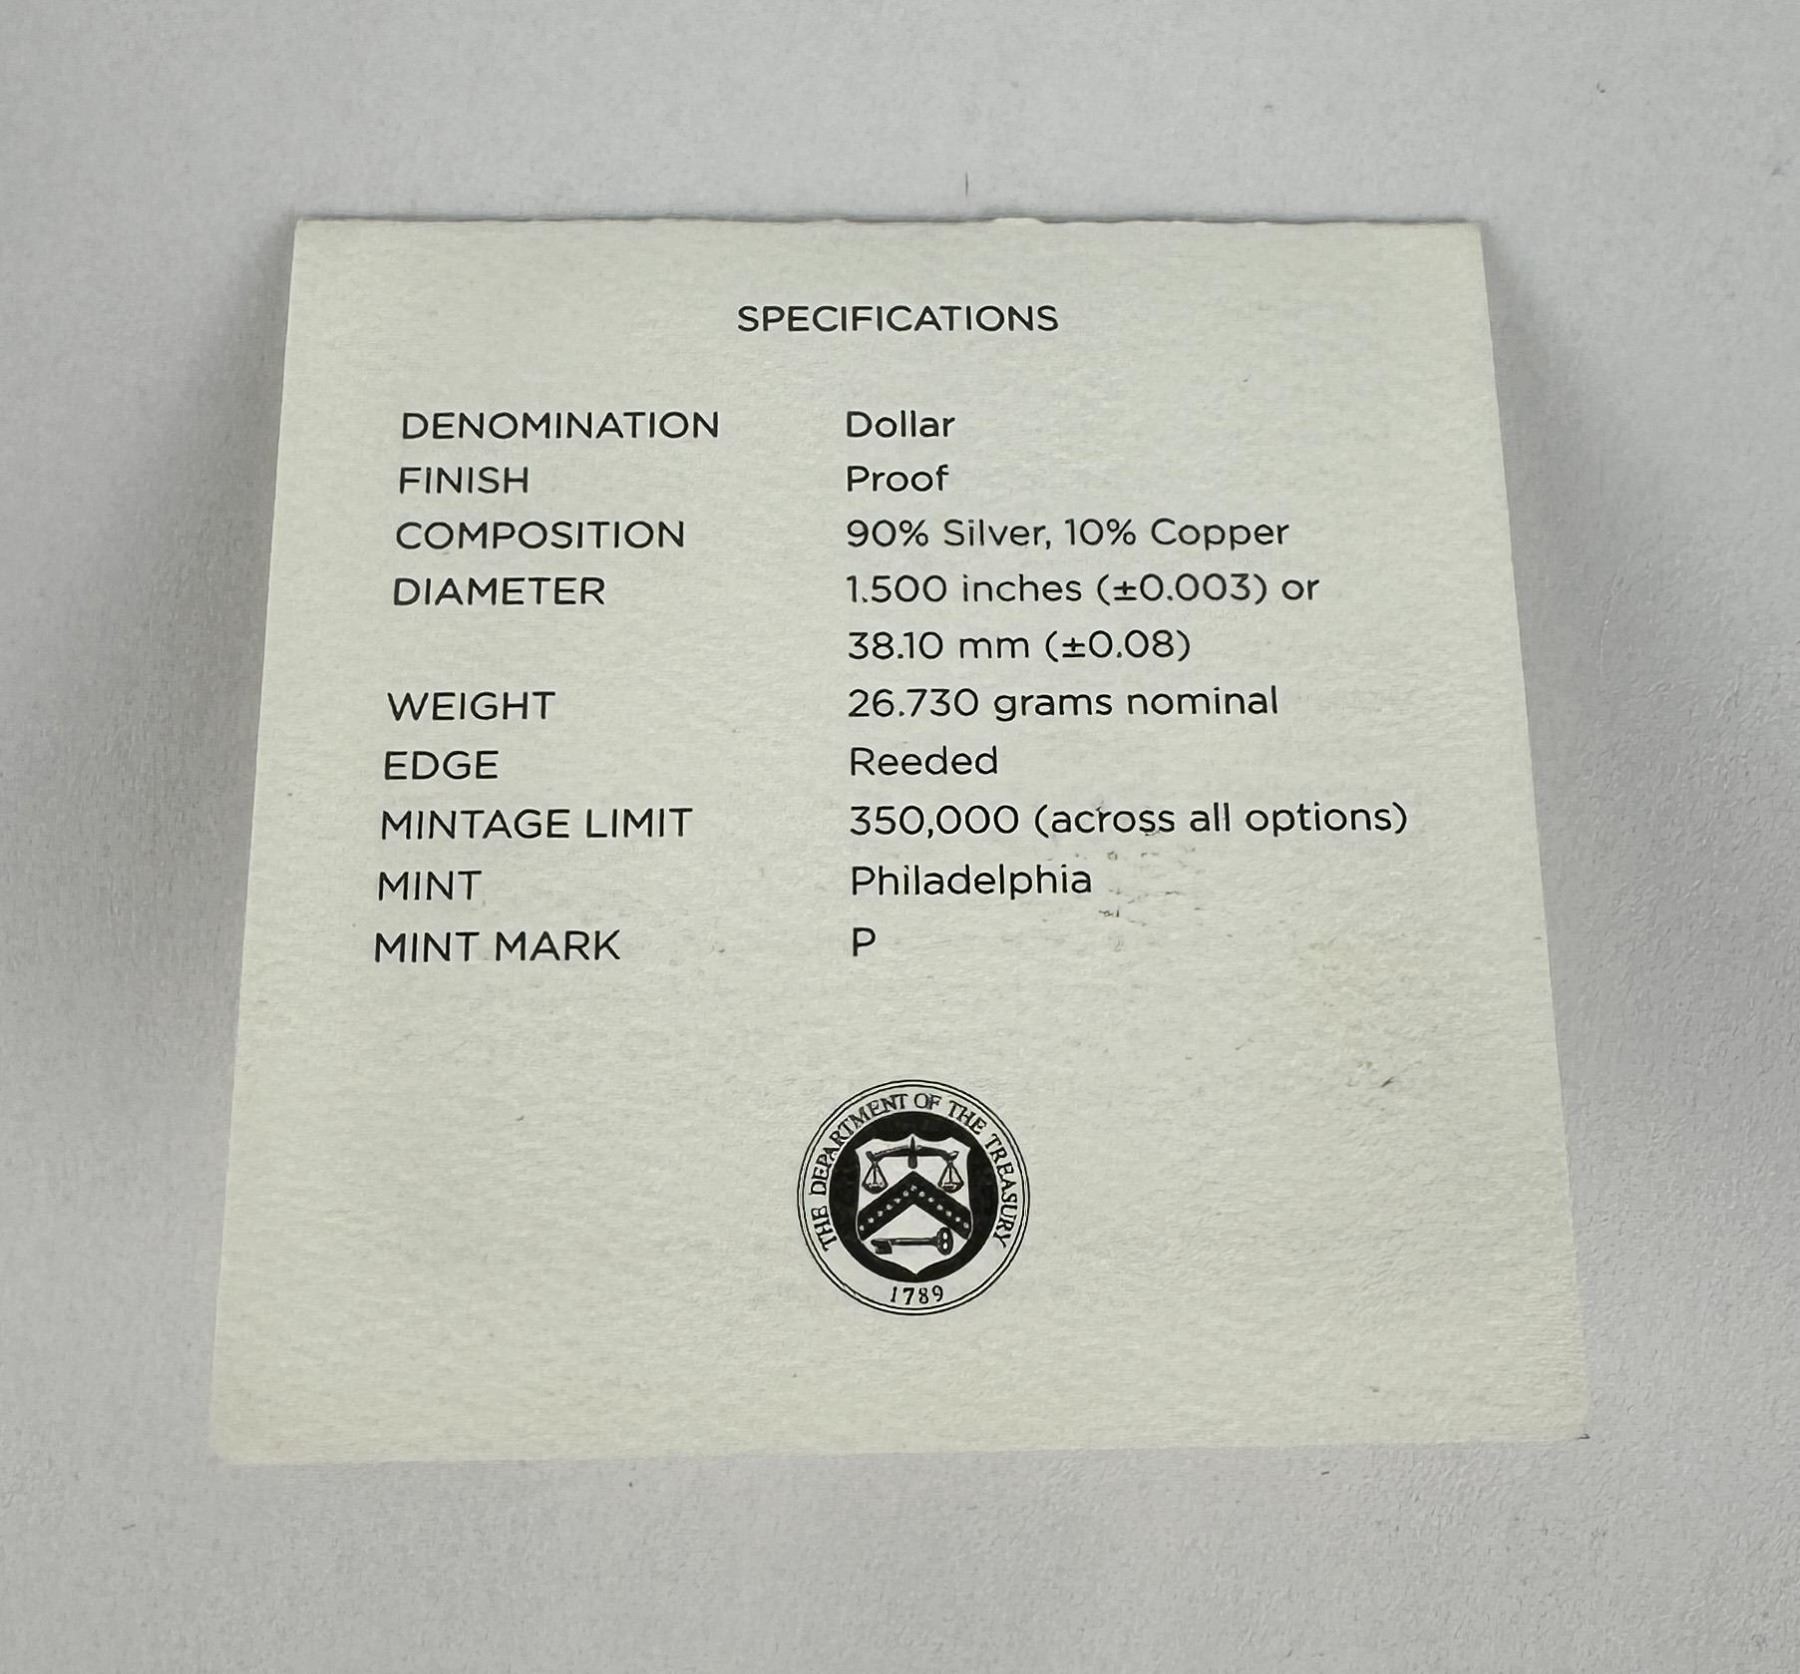 SPECIFICATIONS
DENOMINATION Dollar
FINISH Proof
COMPOSITION 90% Silver, 10% Copper
DIAMETER 1.500 inches (±0.003) or
38.10 mm (±0.08)
WEIGHT 26.730 grams nominal
EDGE Reeded
MINTAGE LIMIT 350,000 (across all options)
MINT Philadelphia
MINT MARK P
THE DEPARTMENT OF THE TREASURY
1789